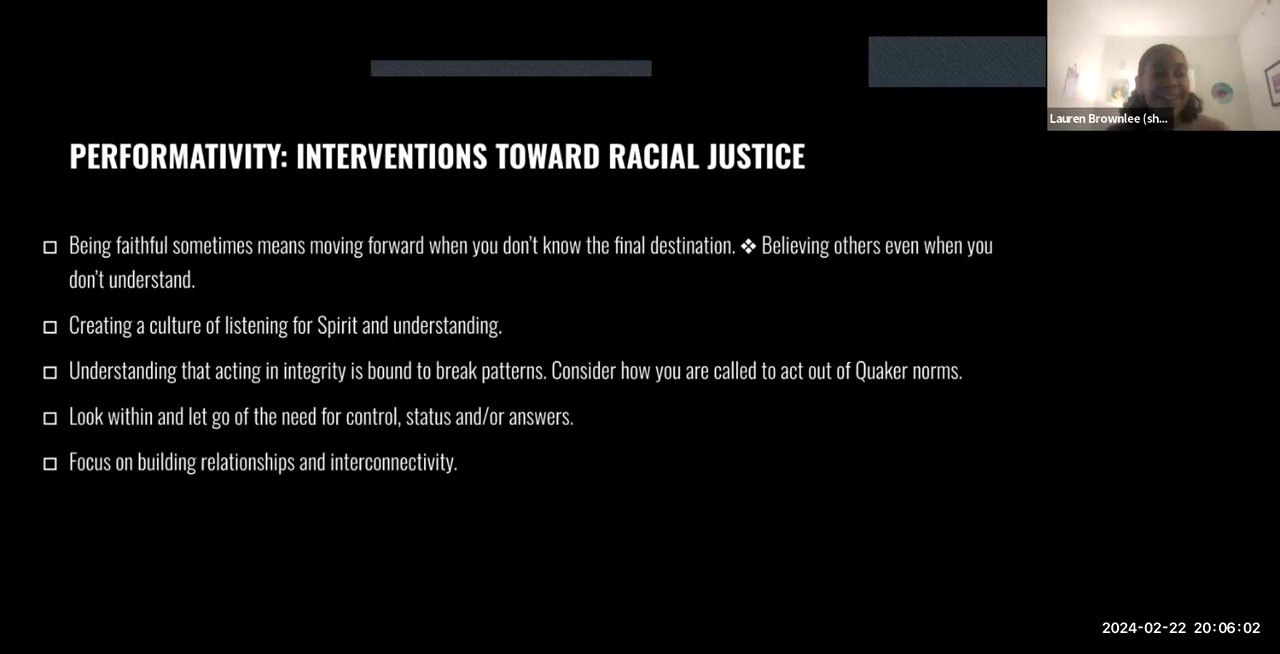 Lauren Brownlee (sh...
PERFORMATIVITY: INTERVENTIONS TOWARD RACIAL JUSTICE
Being faithful sometimes means moving forward when you don't know the final destination. ❖ Believing others even when you
don't understand.
Creating a culture of listening for Spirit and understanding.
Understanding that acting in integrity is bound to break patterns. Consider how you are called to act out of Quaker norms.
Look within and let go of the need for control, status and/or answers.
Focus on building relationships and interconnectivity.
2024-02-22 20:06:02